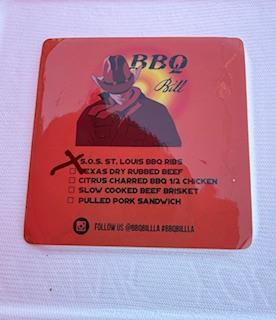 BBQ
Bill
S.O.S. ST. LOUIS BBQ RIBS
TEXAS DRY RUBBED BEEF
CITRUS CHARRED BBQ 1/2 CHICKEN
SLOW COOKED BEEF BRISKET
PULLED PORK SANDWICH
FOLLOW US @BBQBILLLA #BBQBILLLA